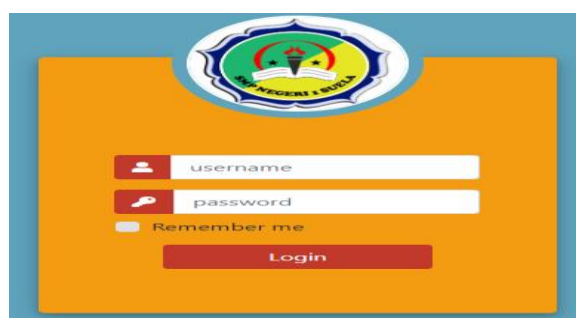 SMP NEGERI 1 SUELA
username
password
Remember me
Login